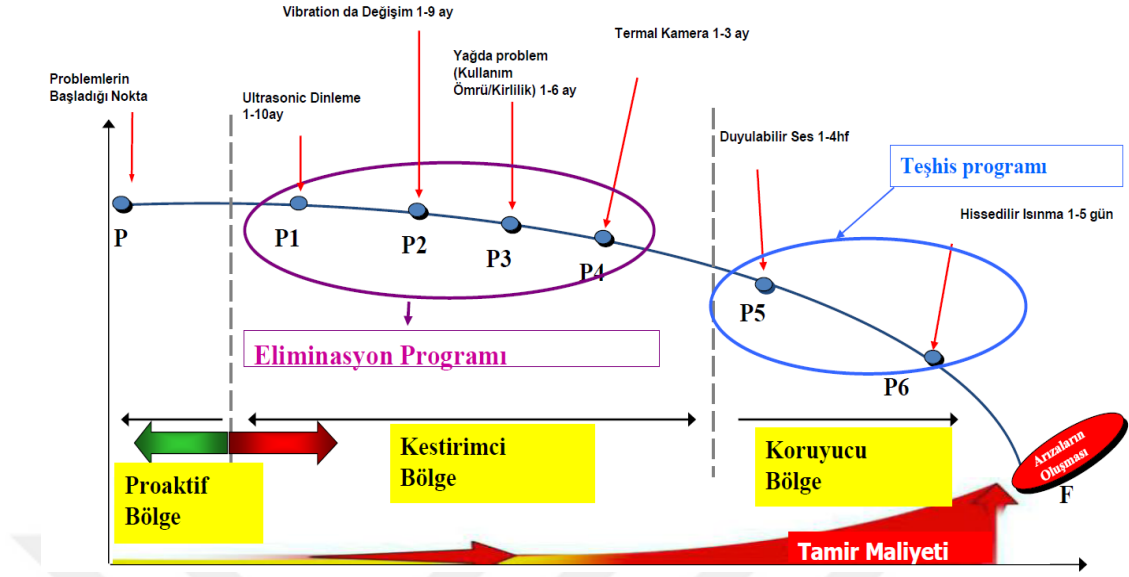 Vibration da Değişim 1-9 ay
Termal Kamera 1-3 ay
Yağda problem
(Kullanım
Ömrü/Kirlilik) 1-6 ay
Problemlerin
Başladığı Nokta
Ultrasonic Dinleme
1-10ay
Duyulabilir Ses 1-4hf
Teşhis programı
Hissedilir Isınma 1-5 gün
P
P1
P2
P3
P4
P5
P6
Eliminasyon Programı
Proaktif
Bölge
Kestirimci
Bölge
Koruyucu
Bölge
Arızaların
Oluşması
F
Tamir Maliyeti